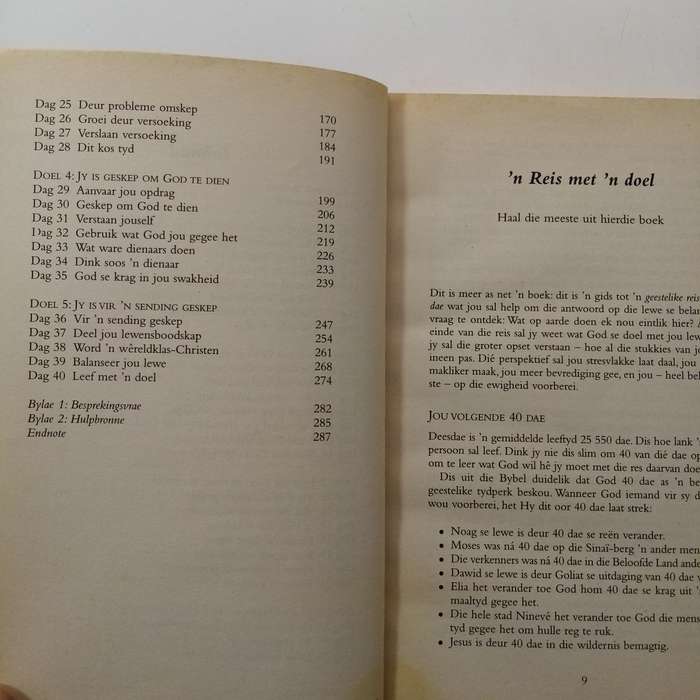 Dag 25 Deur probleme omskep 170
Dag 26 Groei deur versoeking 177
Dag 27 Verslaan versoeking 184
Dag 28 Dit kos tyd 191
DOEL 4: JY IS GESKEP OM GOD TE DIEN
Dag 29 Aanvaar jou opdrag 199
Dag 30 Geskep om God te dien 206
Dag 31 Verstaan jouself 212
Dag 32 Gebruik wat God jou gegee het 219
Dag 33 Wat ware dienaars doen 226
Dag 34 Dink soos 'n dienaar 233
Dag 35 God se krag in jou swakheid 239
DOEL 5: JY IS VIR 'N SENDING GESKEP
Dag 36 Vir 'n sending geskep 247
Dag 37 Deel jou lewensboodskap 254
Dag 38 Word 'n wêreldklas-Christen 261
Dag 39 Balanseer jou lewe 268
Dag 40 Leef met 'n doel 274
Bylae 1: Besprekingsvrae 282
Bylae 2: Hulpbronne 285
Endnote 287
'n Reis met 'n doel
Haal die meeste uit hierdie boek
Dit is meer as net 'n boek: dit is 'n gids tot 'n geestelike reis
dae wat jou sal help om die antwoord op die lewe se
vraag te ontdek: Wat op aarde doen ek nou eintlik hier?
einde van die reis sal jy weet wat God se doel met jou
jy sal die groter opset verstaan – hoe al die stukkies van
ineen pas. Dié perspektief sal jou stresvlakke laat daal, jou
makliker maak, jou meer bevrediging gee, en jou – heel
ste – op die ewigheid voorberei.
JOU VOLGENDE 40 DAE
Deesdae is 'n gemiddelde leeftyd 25 550 dae. Dis hoe lank
persoon sal leef. Dink jy nie dis slim om 40 van dié dae
om te leer wat God wil hê jy moet met die res daarvan
Dis uit die Bybel duidelik dat God 40 dae as 'n
geestelike tydperk beskou. Wanneer God iemand vir sy
wou voorberei, het Hy dit oor 40 dae laat strek:
• Noag se lewe is deur 40 dae se reën verander.
• Moses was ná 40 dae op die Sinaï-berg 'n ander
• Die verkenners was ná 40 dae in die Beloofde Land
• Dawid se lewe is deur Goliat se uitdaging van 40 dae
• Elia het verander toe God hom 40 dae se krag uit
maaltyd gegee het.
• Die hele stad Ninevé het verander toe God die
tyd gegee het om hulle reg te ruk.
• Jesus is deur 40 dae in die wildernis bemagtig.
9